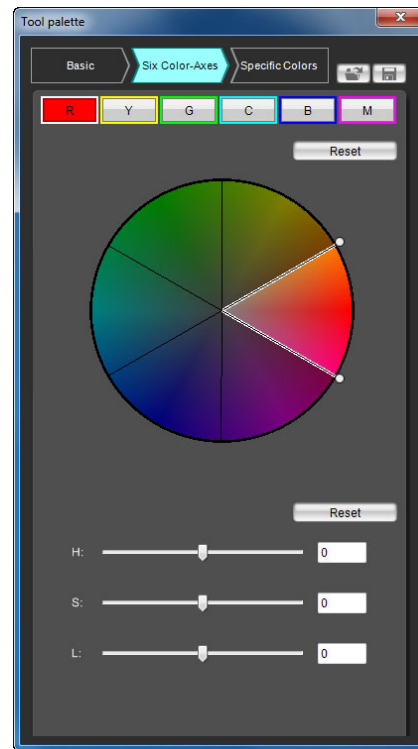 Tool palette
x
Basic Six Color-Axes Specific Colors
R Y G C B M
Reset
Reset
H: 0
S: 0
L: 0